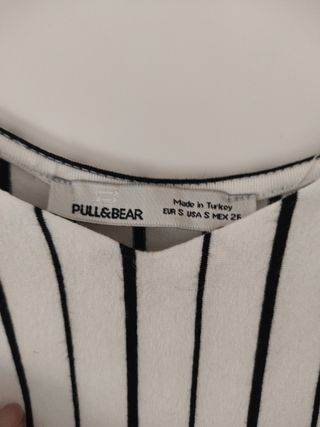 PULL&BEAR
Made in Turkey
EUR S USA S MEX 26